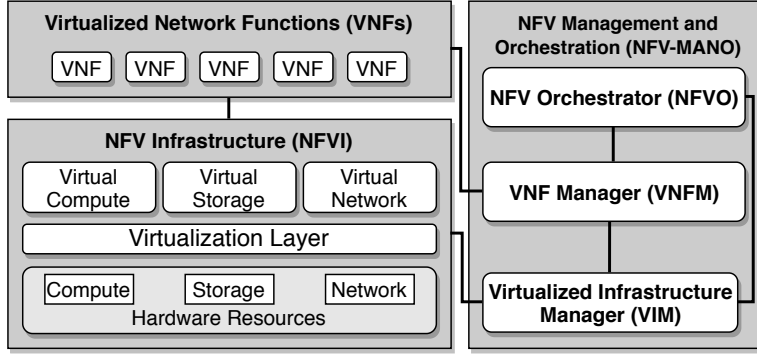 Virtualized Network Functions (VNFs)
VNF VNF VNF VNF VNF
NFV Infrastructure (NFVI)
Virtual
Compute
Virtual
Storage
Virtual
Network
Virtualization Layer
Compute Storage Network
Hardware Resources
NFV Management and
Orchestration (NFV-MANO)
NFV Orchestrator (NFVO)
VNF Manager (VNFM)
Virtualized Infrastructure
Manager (VIM)